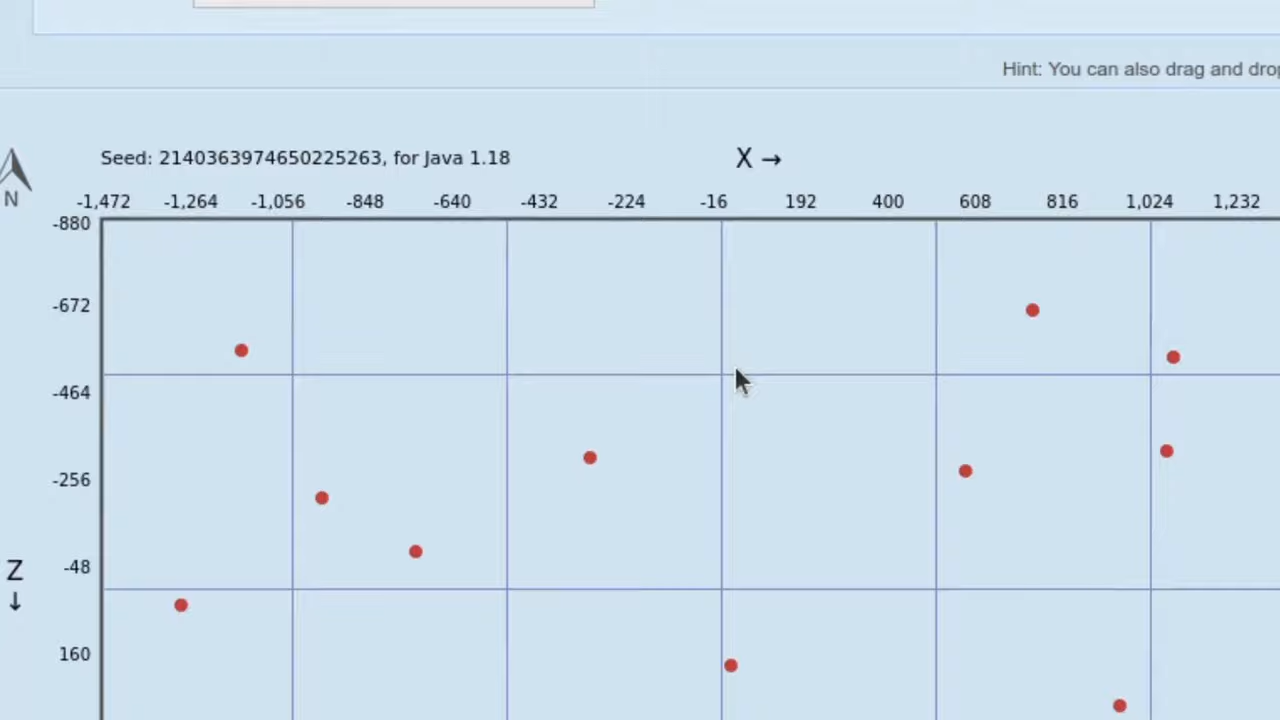 Hint: You can also drag and drop
Seed: 2140363974650225263, for Java 1.18
X →
N
-1,472 -1,264 -1,056 -848 -640 -432 -224 -16 192 400 608 816 1,024 1,232
-880
-672
-464
-256
-48
Z
↓
160